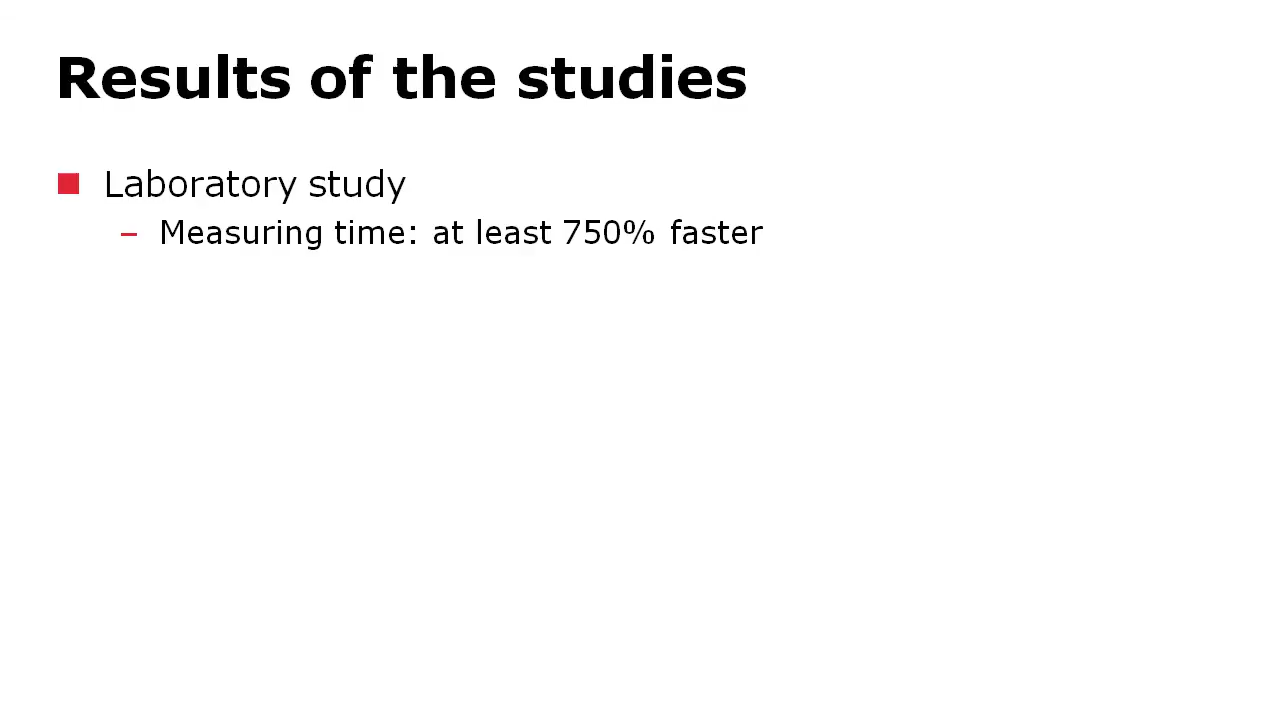 Results of the studies
Laboratory study
– Measuring time: at least 750% faster